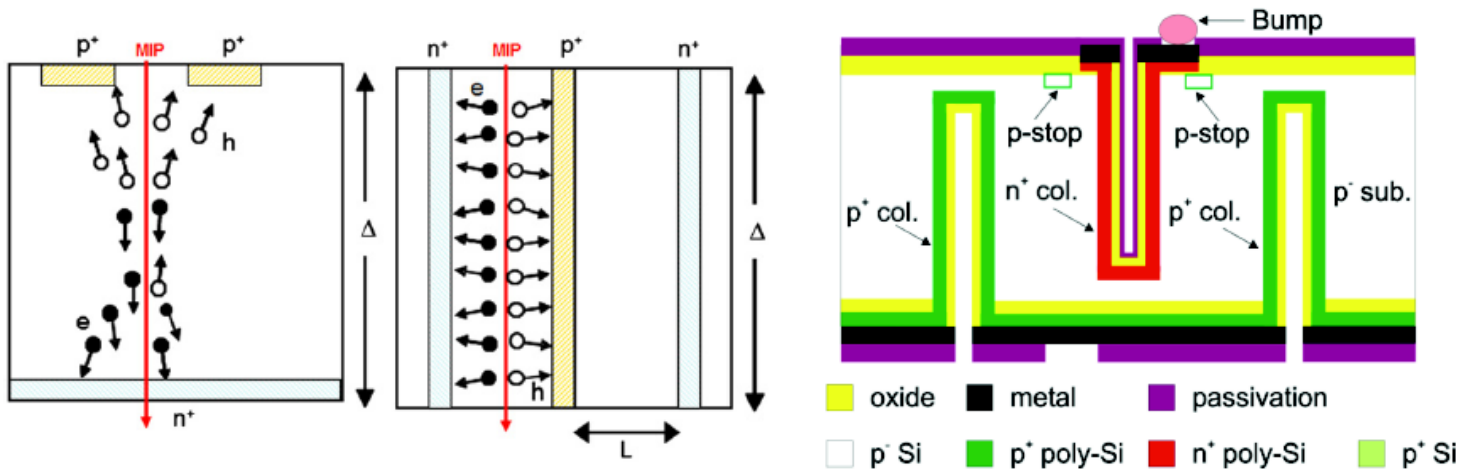 p⁺ MIP p⁺
h
e
Δ
n⁺
n⁺ MIP p⁺ n⁺
e
h
Δ
L
Bump
p-stop p-stop
p⁺ col. n⁺ col. p⁺ col. p⁻ sub.
oxide metal passivation
p⁻ Si p⁺ poly-Si n⁺ poly-Si p⁺ Si